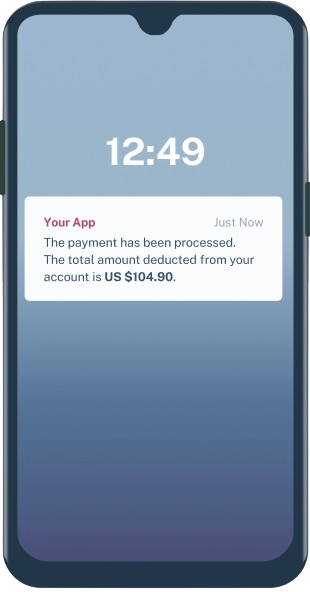 12:49
Your App Just Now
The payment has been processed.
The total amount deducted from your
account is US $104.90.